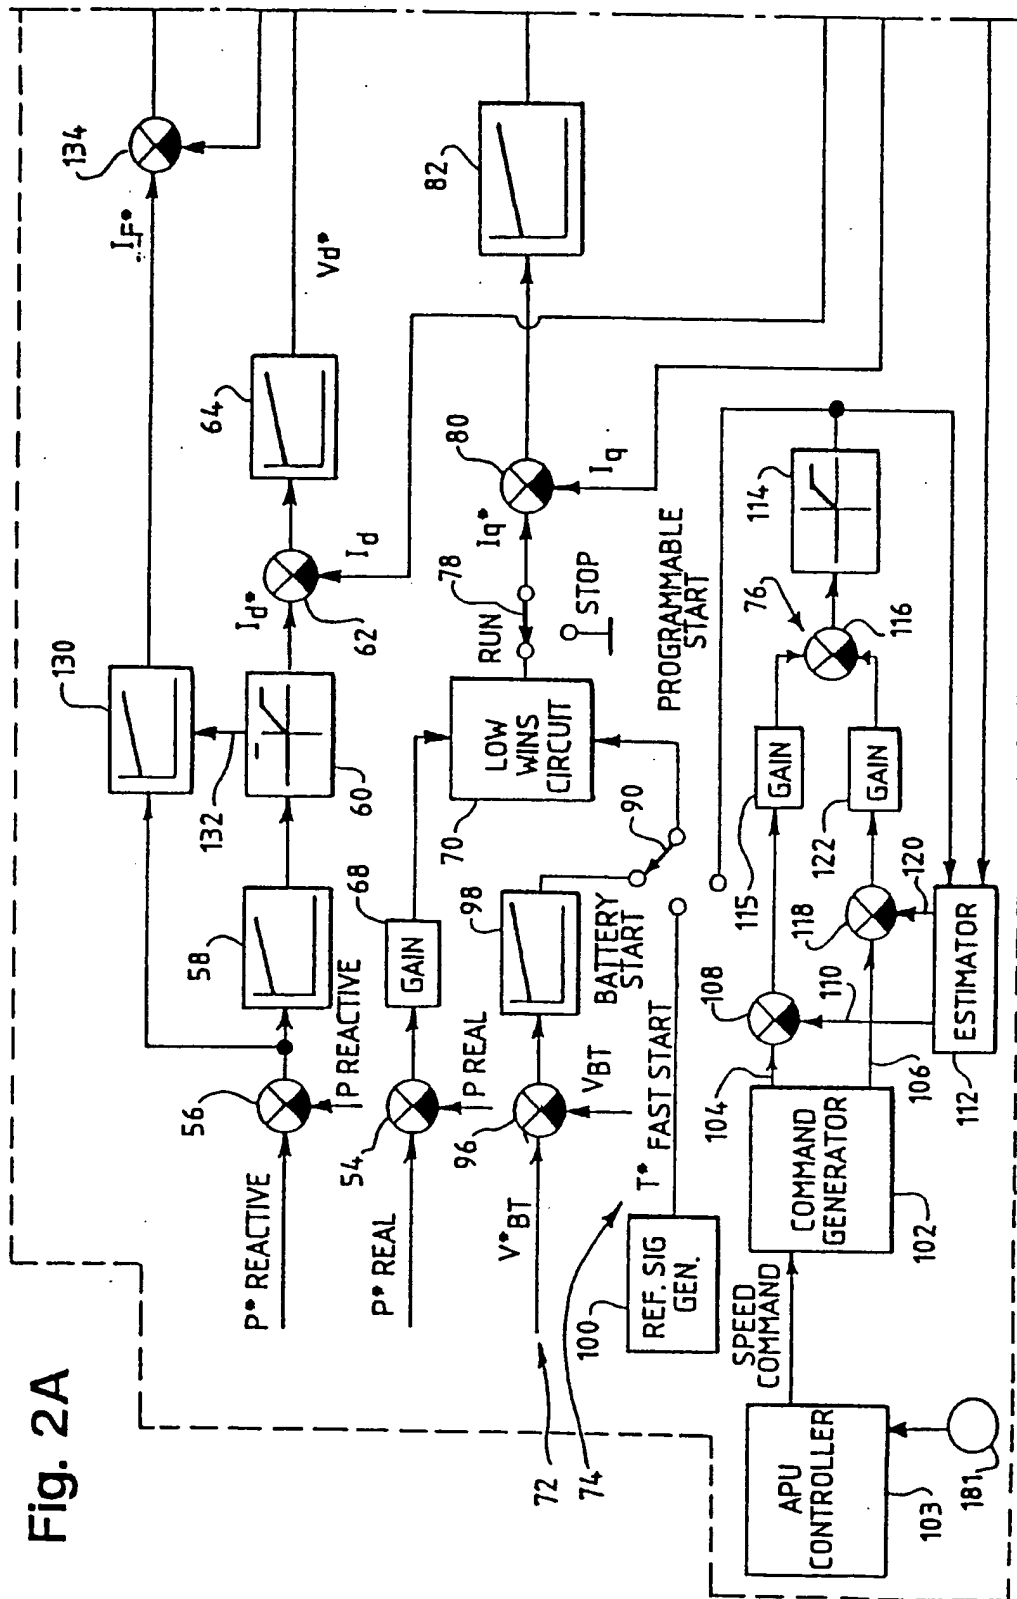 Fig. 2A
P* REACTIVE
56
P REACTIVE
58
132
60
130
Id*
62
Id
64
Vd*
IF*
134
P* REAL
54
P REAL
GAIN
68
LOW
WINS
CIRCUIT
70
RUN
78
STOP
Iq*
80
Iq
82
72
V*BT
96
VBT
98
BATTERY
START
90
74
100
REF. SIG
GEN.
T*
FAST START
PROGRAMMABLE
START
APU
CONTROLLER
103
181
SPEED
COMMAND
COMMAND
GENERATOR
102
104
106
108
110
ESTIMATOR
112
118
120
115
GAIN
122
GAIN
76
116
114